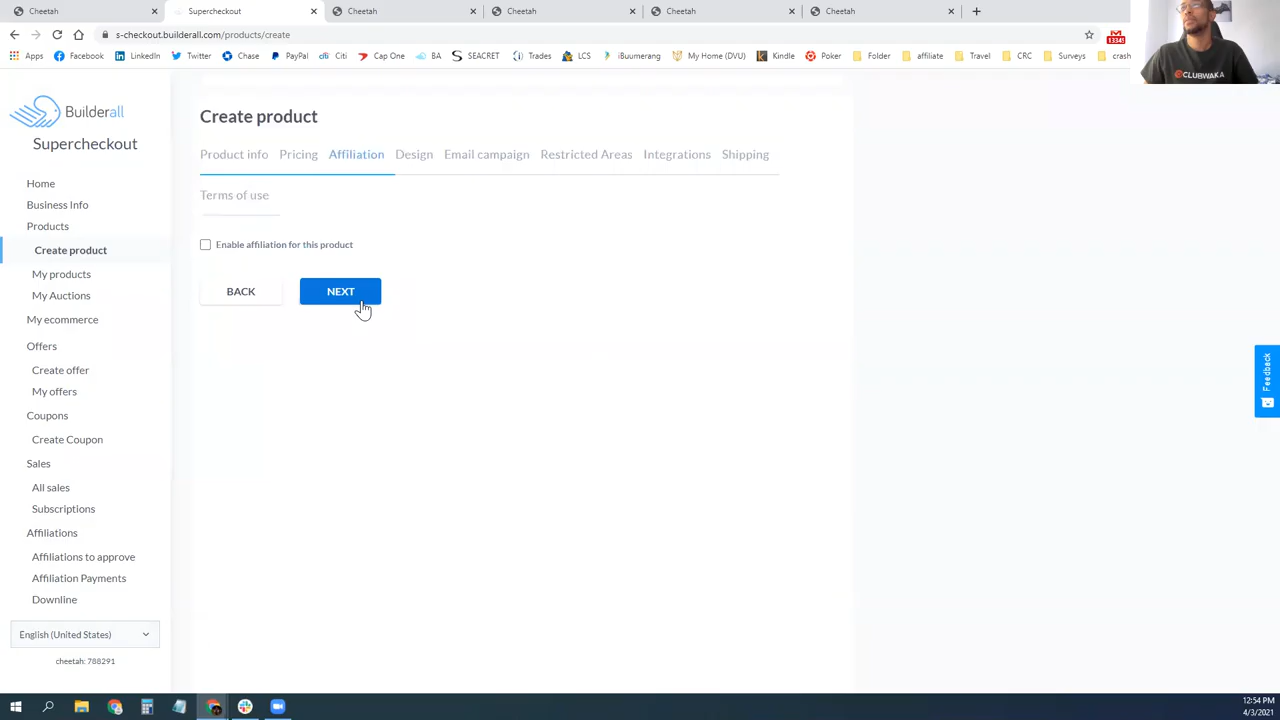 Cheetah
Supercheckout
Cheetah
Cheetah
Cheetah
Cheetah
s-checkout.builderall.com/products/create
13345
Apps
Facebook
LinkedIn
Twitter
Chase
PayPal
Citi
Cap One
BA
SEACRET
Trades
LCS
iBuumerang
My Home (DVU)
Kindle
Poker
Folder
affiliate
Travel
CRC
Surveys
crash
@CLUBWAKA
Builderall
Supercheckout
Home
Business Info
Products
Create product
My products
My Auctions
My ecommerce
Offers
Create offer
My offers
Coupons
Create Coupon
Sales
All sales
Subscriptions
Affiliations
Affiliations to approve
Affiliation Payments
Downline
English (United States)
cheetah: 788291
Create product
Product info Pricing Affiliation Design Email campaign Restricted Areas Integrations Shipping
Terms of use
Enable affiliation for this product
BACK
NEXT
Feedback
12:54 PM
4/3/2021